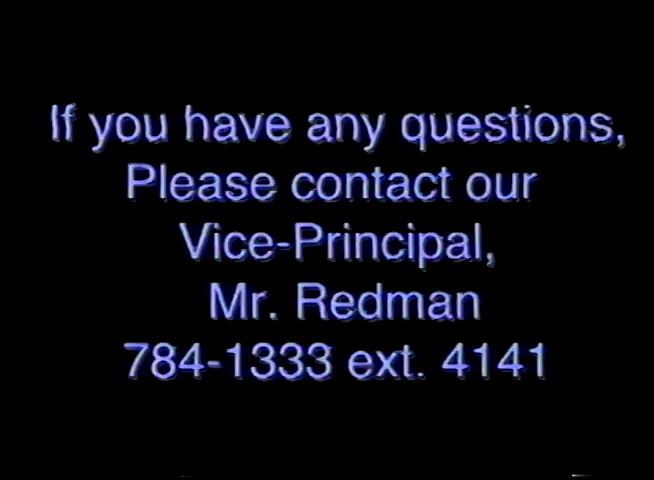 If you have any questions,
Please contact our
Vice-Principal,
Mr. Redman
784-1333 ext. 4141